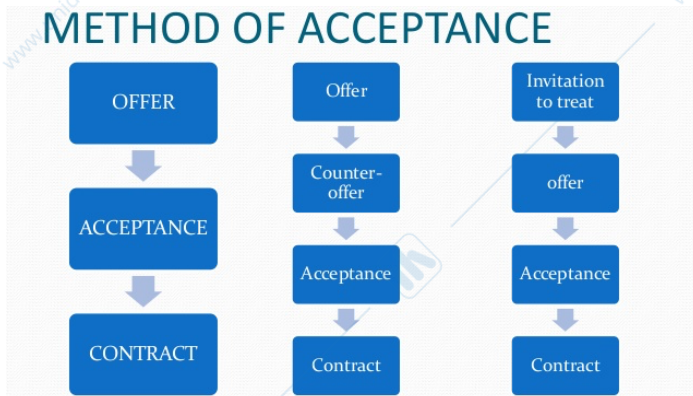 METHOD OF ACCEPTANCE
OFFER
ACCEPTANCE
CONTRACT
Offer
Counter-
offer
Acceptance
Contract
Invitation
to treat
offer
Acceptance
Contract